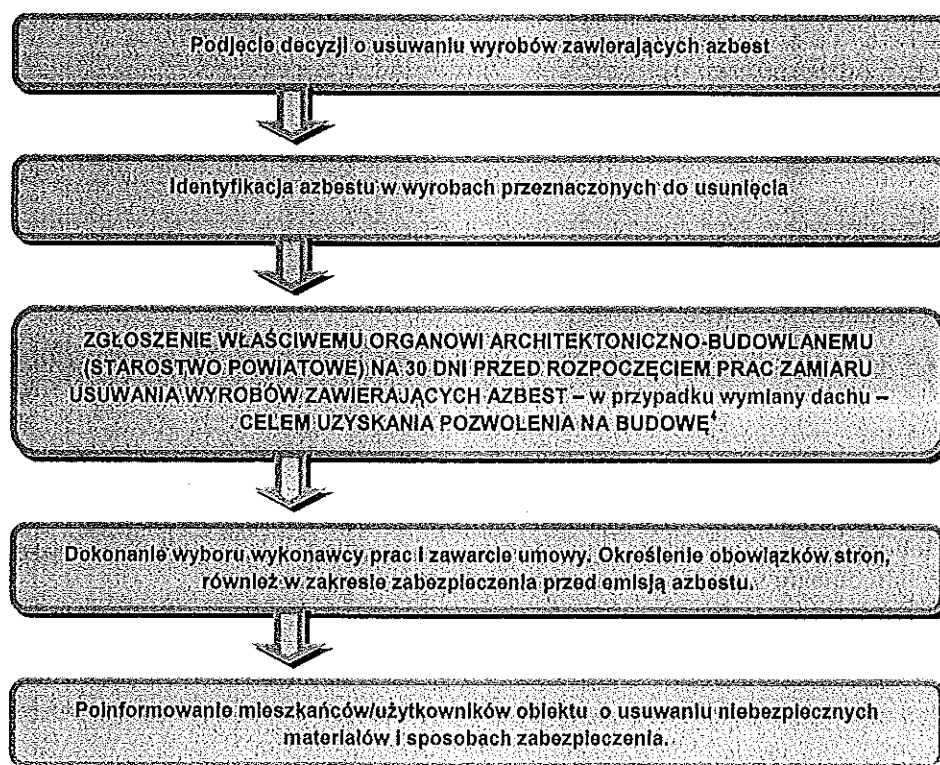 Podjęcie decyzji o usuwaniu wyrobów zawierających azbest
Identyfikacja azbestu w wyrobach przeznaczonych do usunięcia
ZGŁOSZENIE WŁAŚCIWEMU ORGANOWI ARCHITEKTONICZNO-BUDOWLANEMU
(STAROSTWO POWIATOWE) NA 30 DNI PRZED ROZPOCZĘCIEM PRAC ZAMIARU
USUWANIA WYROBÓW ZAWIERAJĄCYCH AZBEST – w przypadku wymiany dachu –
CELEM UZYSKANIA POZWOLENIA NA BUDOWĘ
Dokonanie wyboru wykonawcy prac i zawarcie umowy. Określenie obowiązków stron,
również w zakresie zabezpieczenia przed emisją azbestu.
Poinformowanie mieszkańców/użytkowników obiektu o usuwaniu niebezpiecznych
materiałów i sposobach zabezpieczenia.